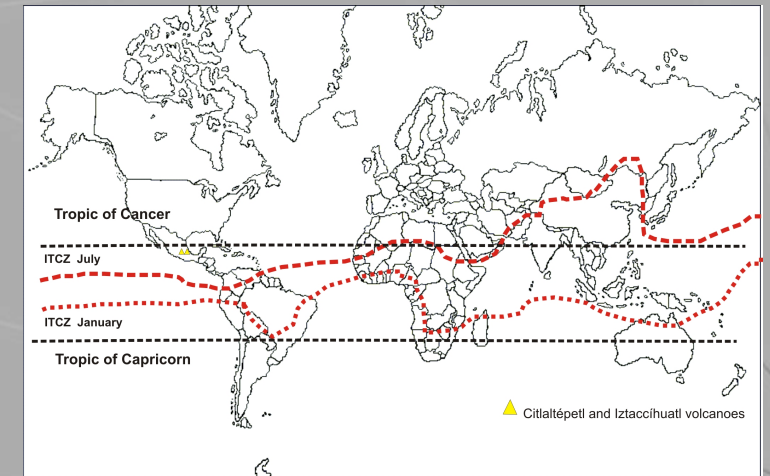 Tropic of Cancer
ITCZ July
ITCZ January
Tropic of Capricorn
Citlaltépetl and Iztaccíhuatl volcanoes